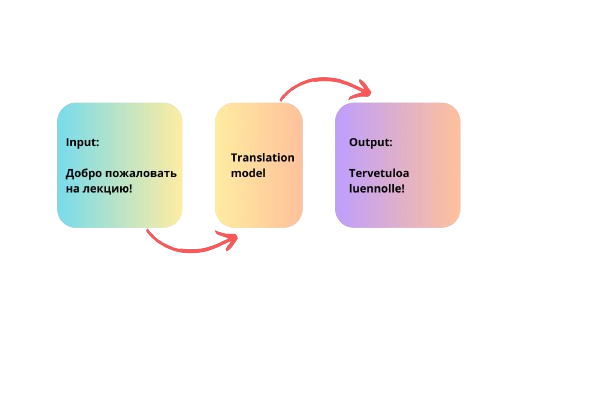 Input:
Добро пожаловать
на лекцию!
Translation
model
Output:
Tervetuloa
luennolle!